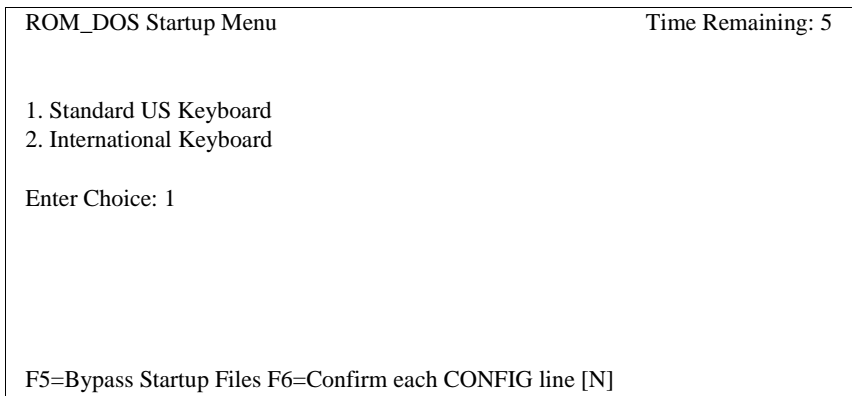 ROM_DOS Startup Menu Time Remaining: 5
1. Standard US Keyboard
2. International Keyboard
Enter Choice: 1
F5=Bypass Startup Files F6=Confirm each CONFIG line [N]